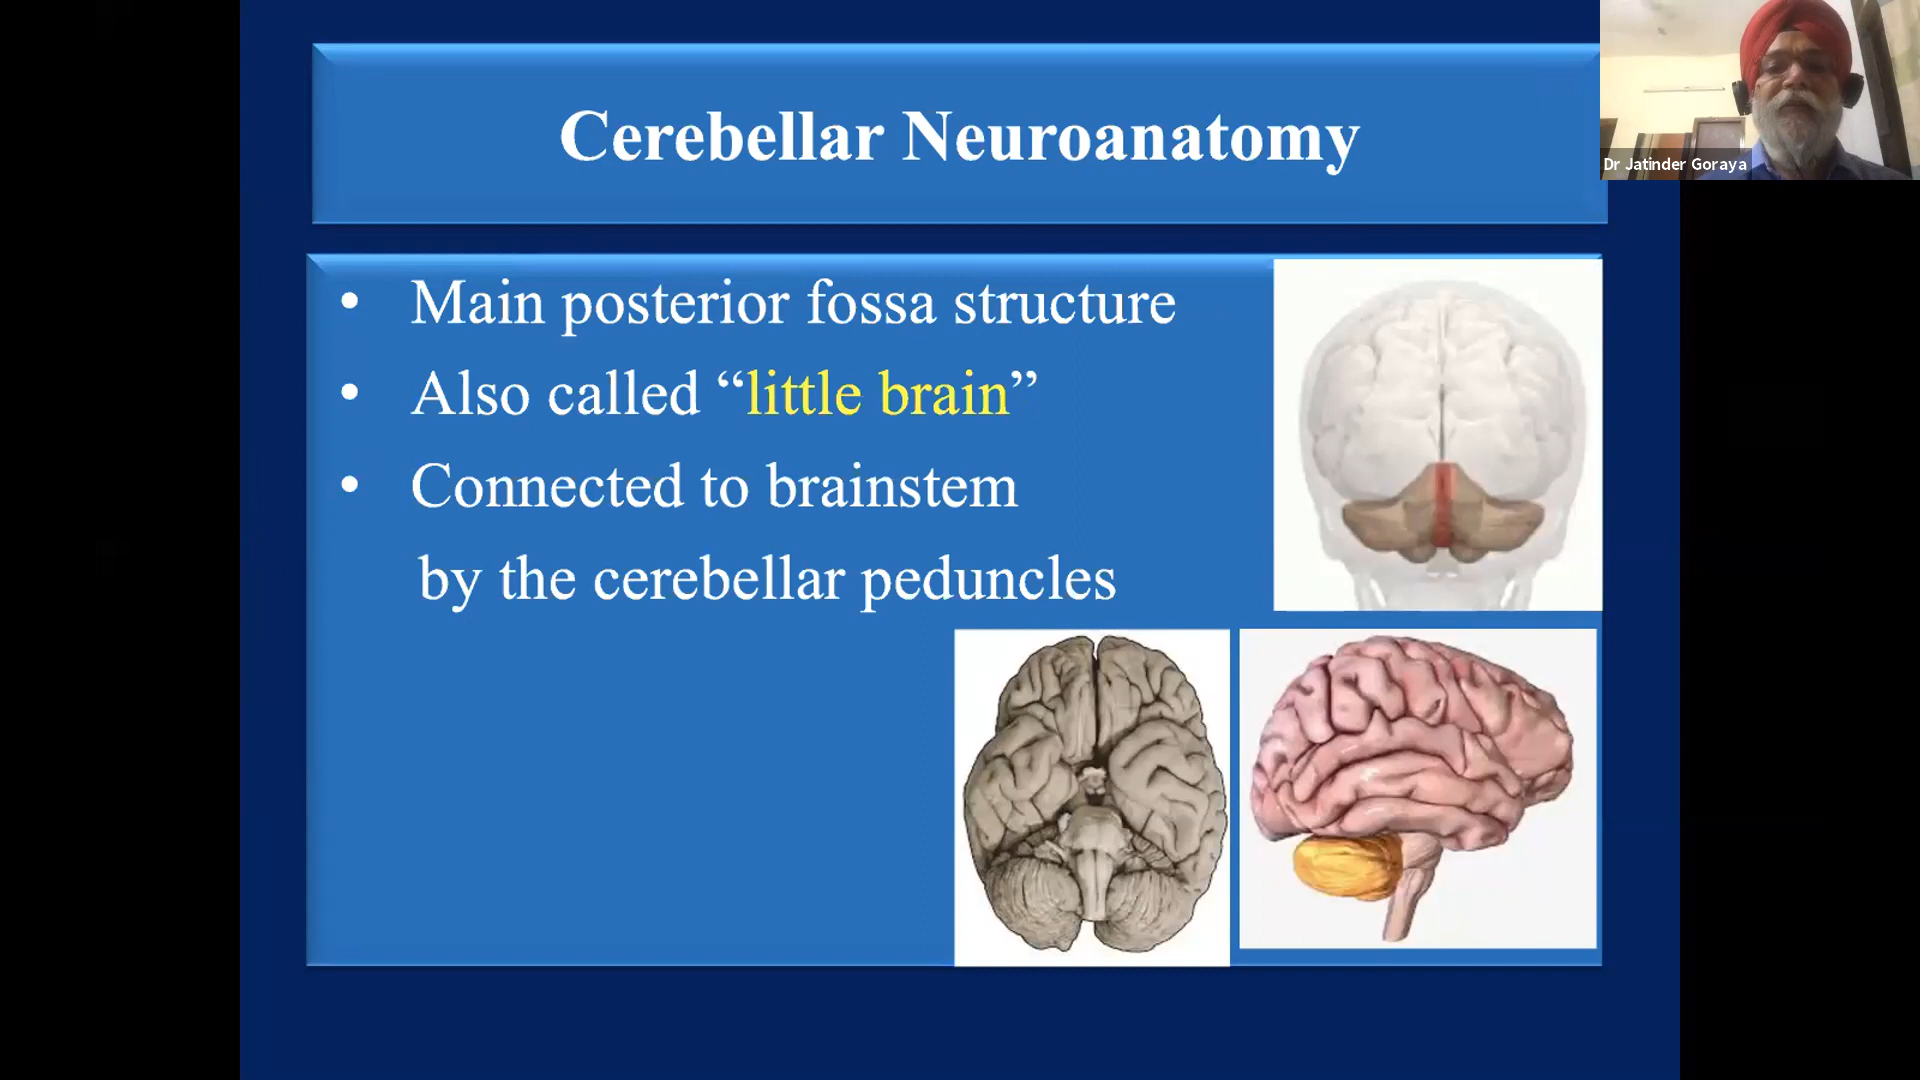 Cerebellar Neuroanatomy
Dr Jatinder Goraya
• Main posterior fossa structure
• Also called “little brain”
• Connected to brainstem
by the cerebellar peduncles